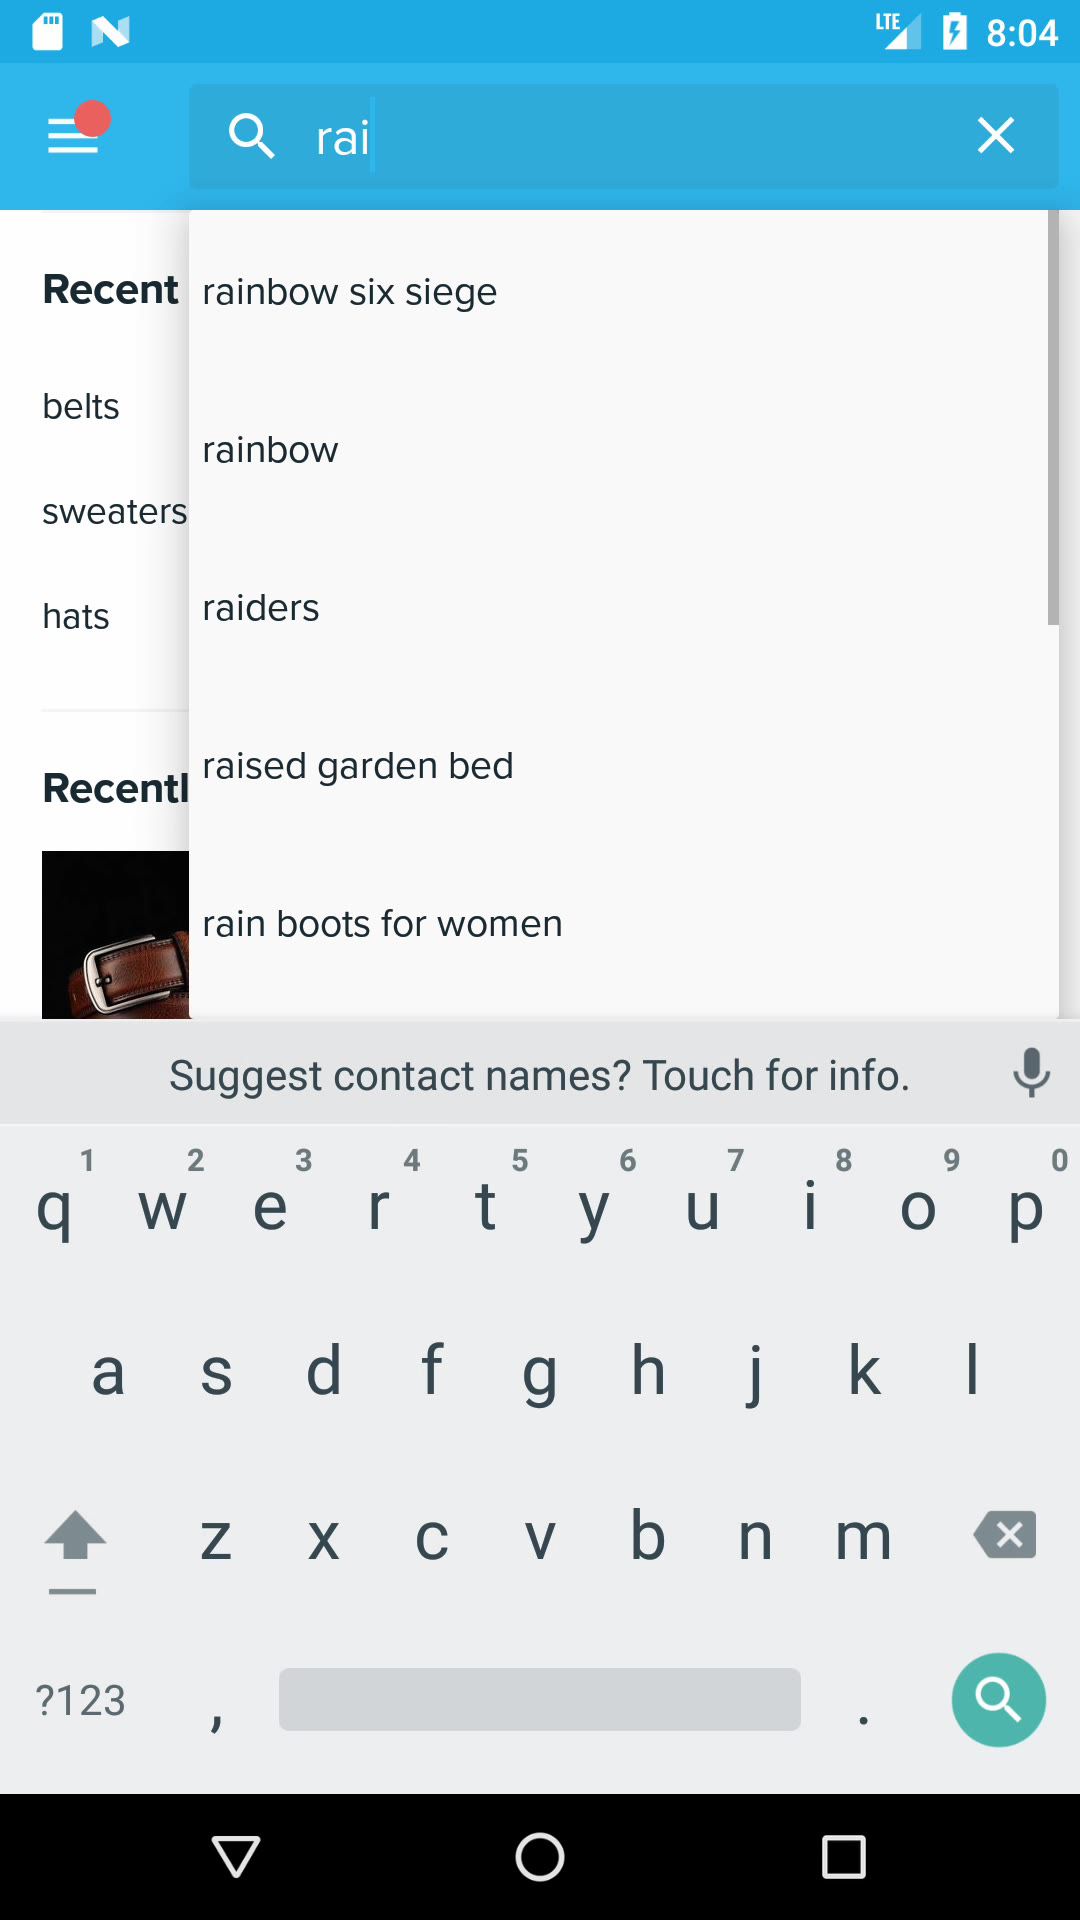 LTE 8:04
rai
Recent
rainbow six siege
belts
rainbow
sweaters
hats
raiders
raised garden bed
Recentl
rain boots for women
Suggest contact names? Touch for info.
1 2 3 4 5 6 7 8 9 0
q w e r t y u i o p
a s d f g h j k l
z x c v b n m
?123 , .